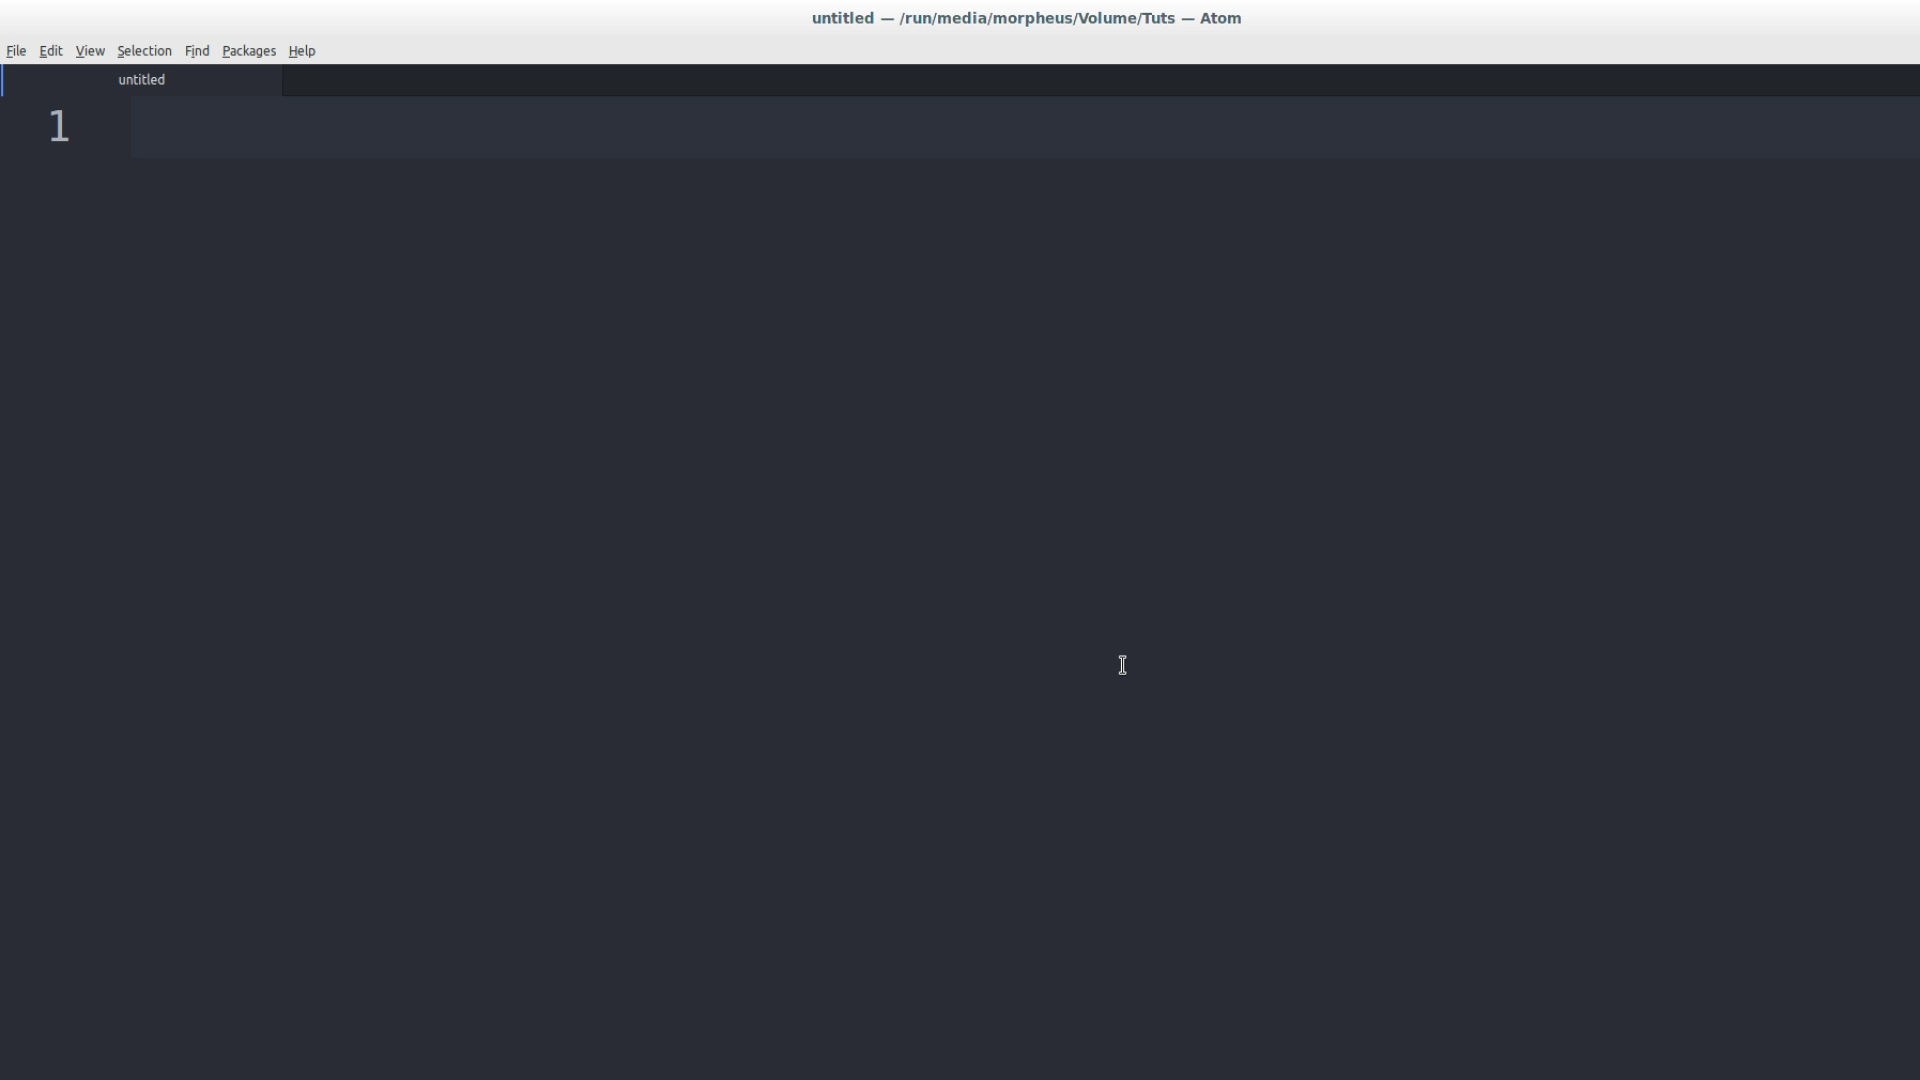 untitled — /run/media/morpheus/Volume/Tuts — Atom
File Edit View Selection Find Packages Help
untitled
1